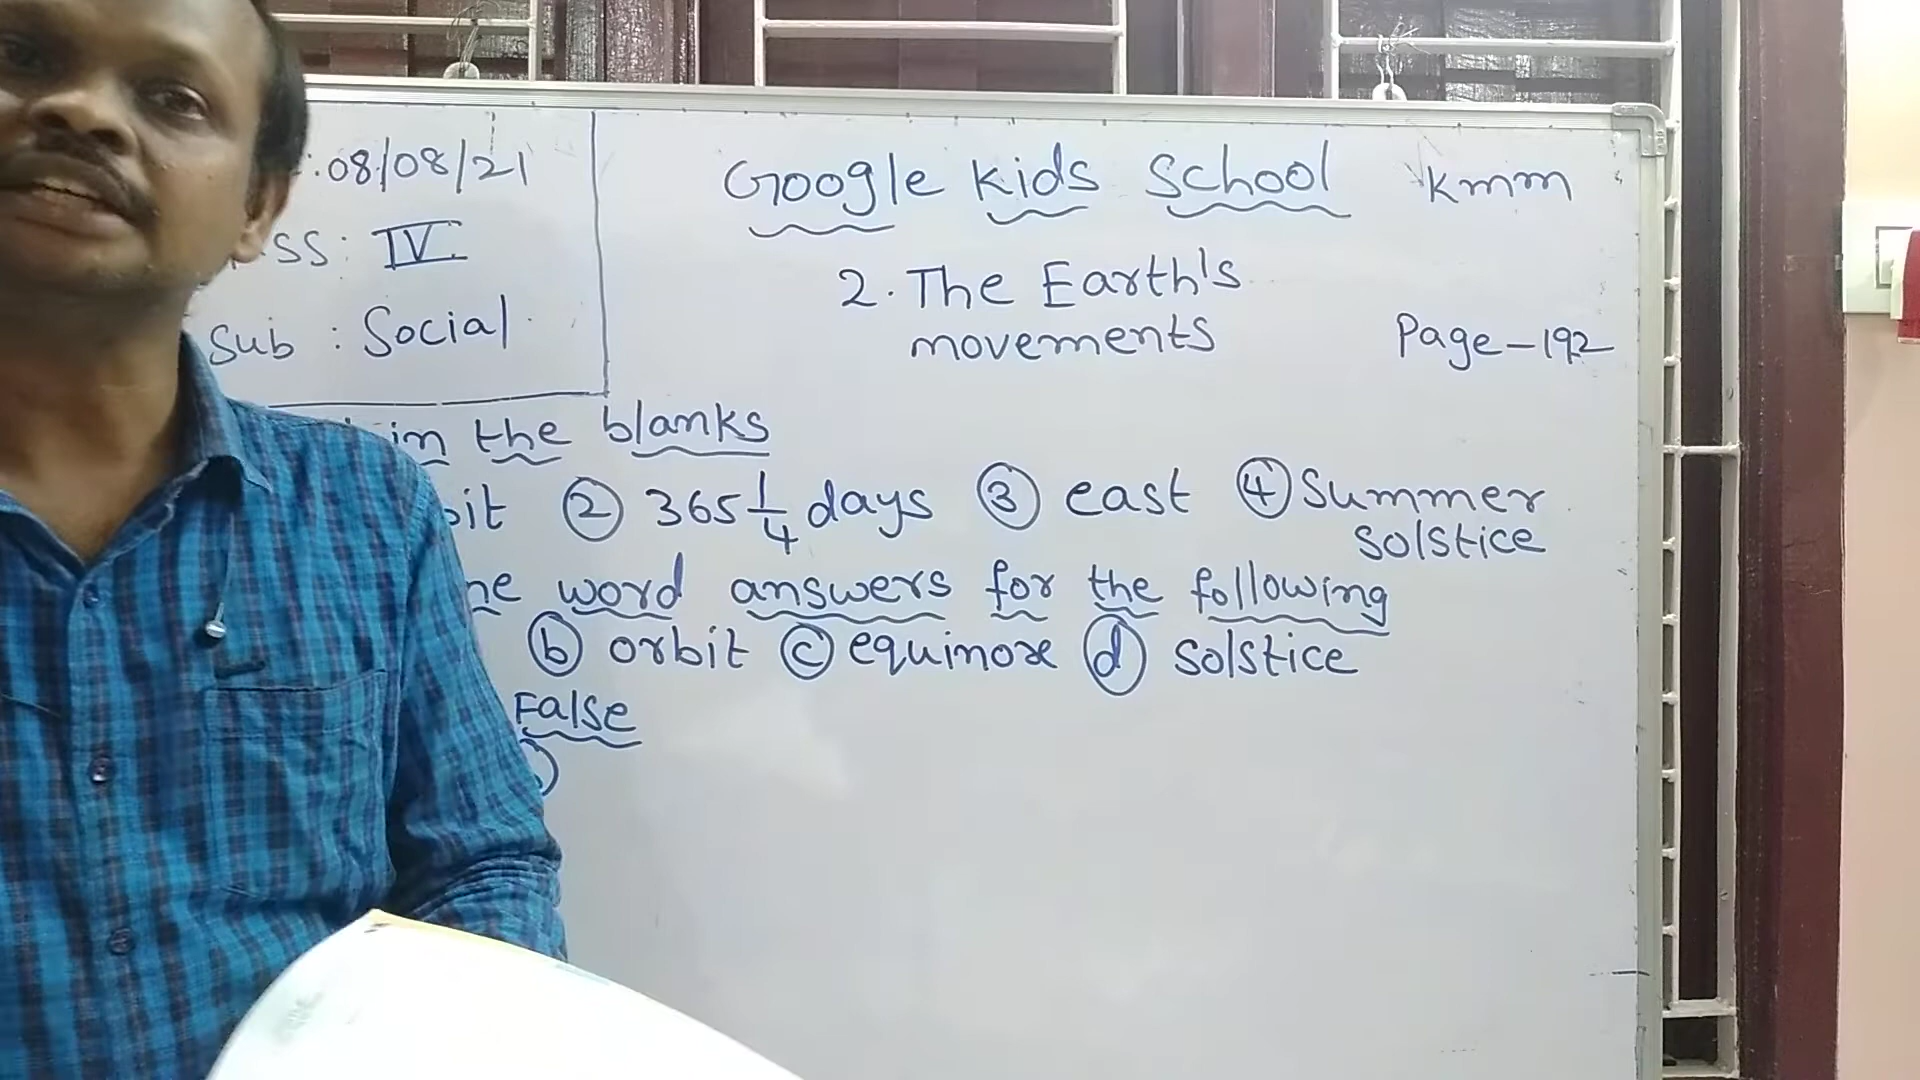 :08/08/21
Google kids School kmm
SS: IV.
2. The Earth's
movements
Sub : Social
Page-192
in the blanks
bit ② 365 1/4 days ③ east ④ Summer
solstice
ne word answers for the following
ⓑ orbit ⓒ equinox ⓓ solstice
False